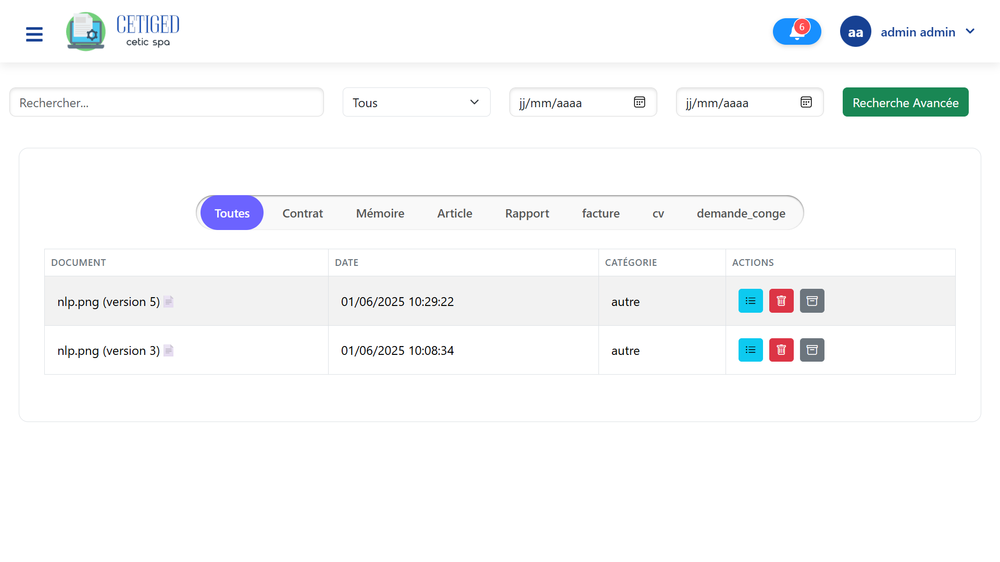 CETIGED
cetic spa
6
aa
admin admin
Rechercher...
Tous
jj/mm/aaaa
jj/mm/aaaa
Recherche Avancée
Toutes
Contrat
Mémoire
Article
Rapport
facture
cv
demande_conge
DOCUMENT
DATE
CATÉGORIE
ACTIONS
nlp.png (version 5)
01/06/2025 10:29:22
autre
nlp.png (version 3)
01/06/2025 10:08:34
autre